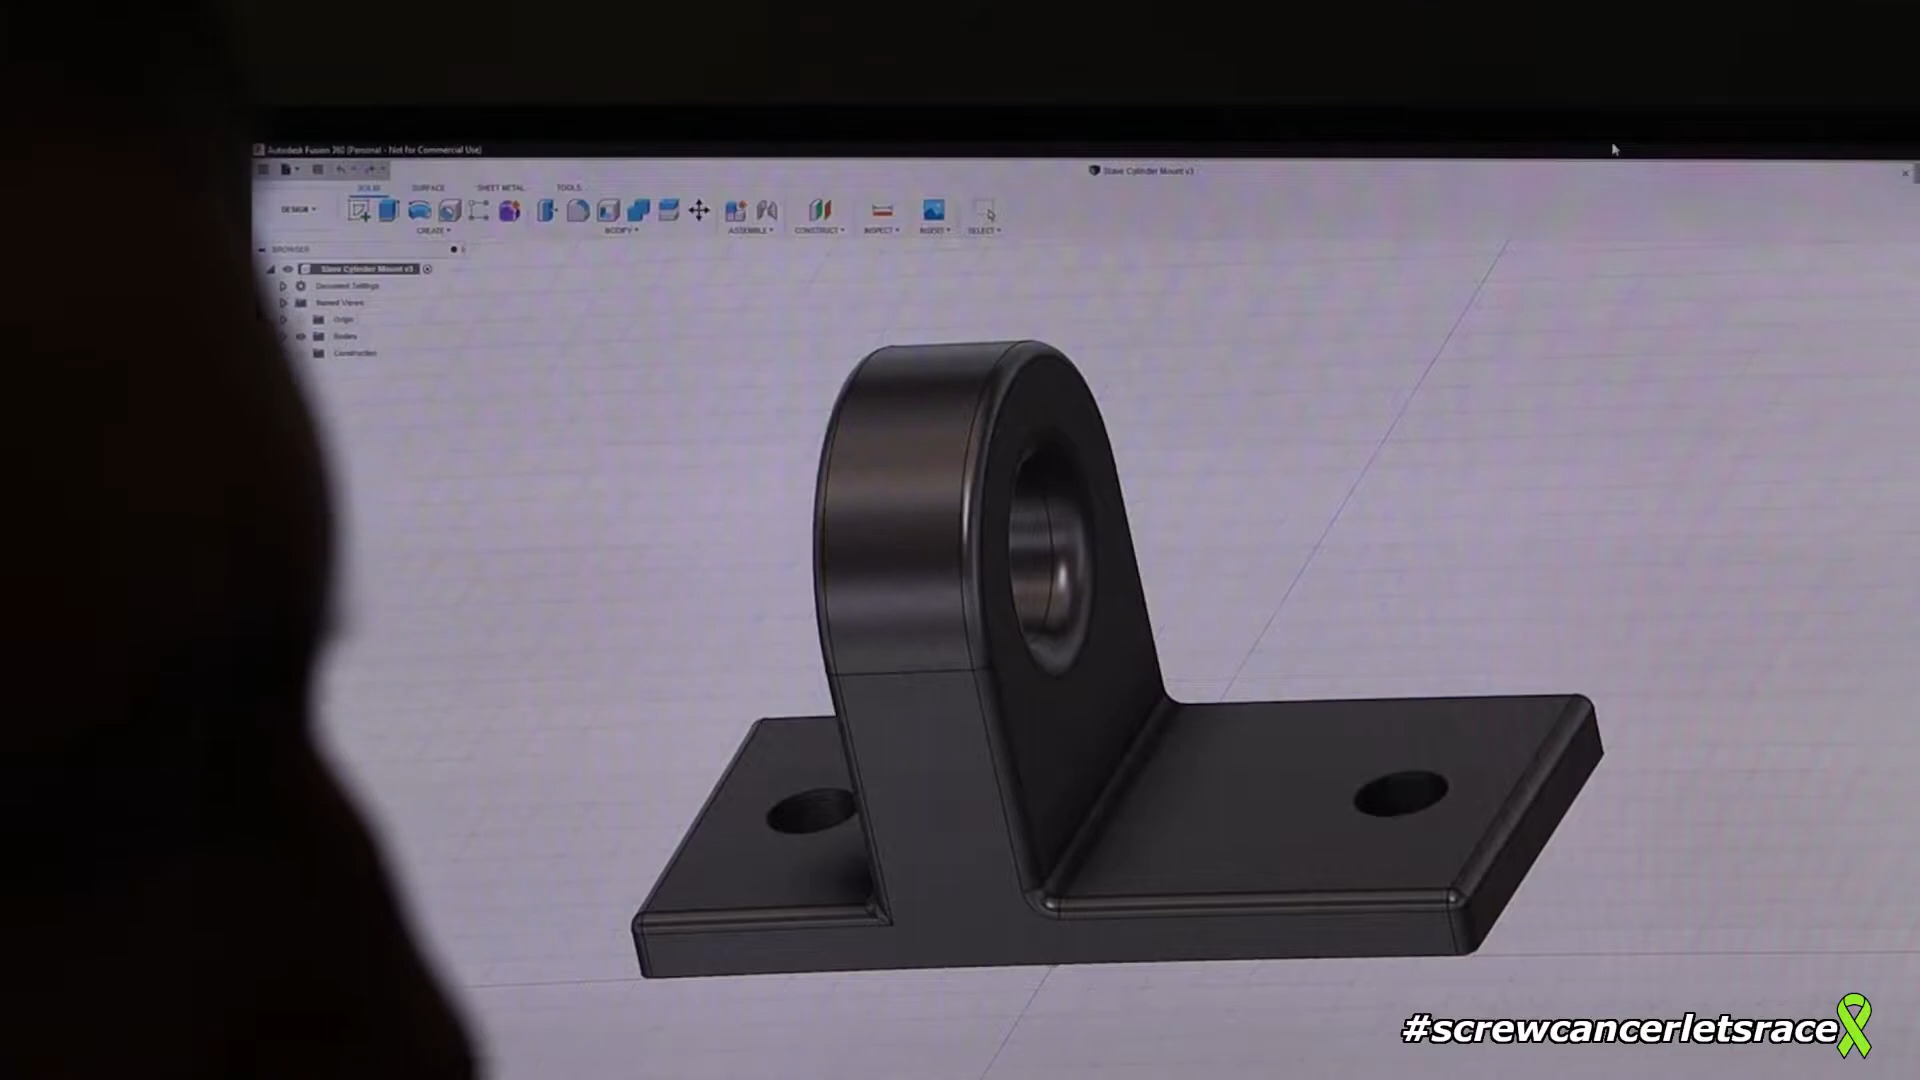 Autodesk Fusion 360 (Personal - Not for Commercial Use)
Slave Cylinder Mount v3
SOLID SURFACE SHEET METAL TOOLS
DESIGN
CREATE MODIFY ASSEMBLE CONSTRUCT INSPECT INSERT SELECT
BROWSER
Slave Cylinder Mount v3
Document Settings
Named Views
Origin
Bodies
Construction
#screwcancerletsrace